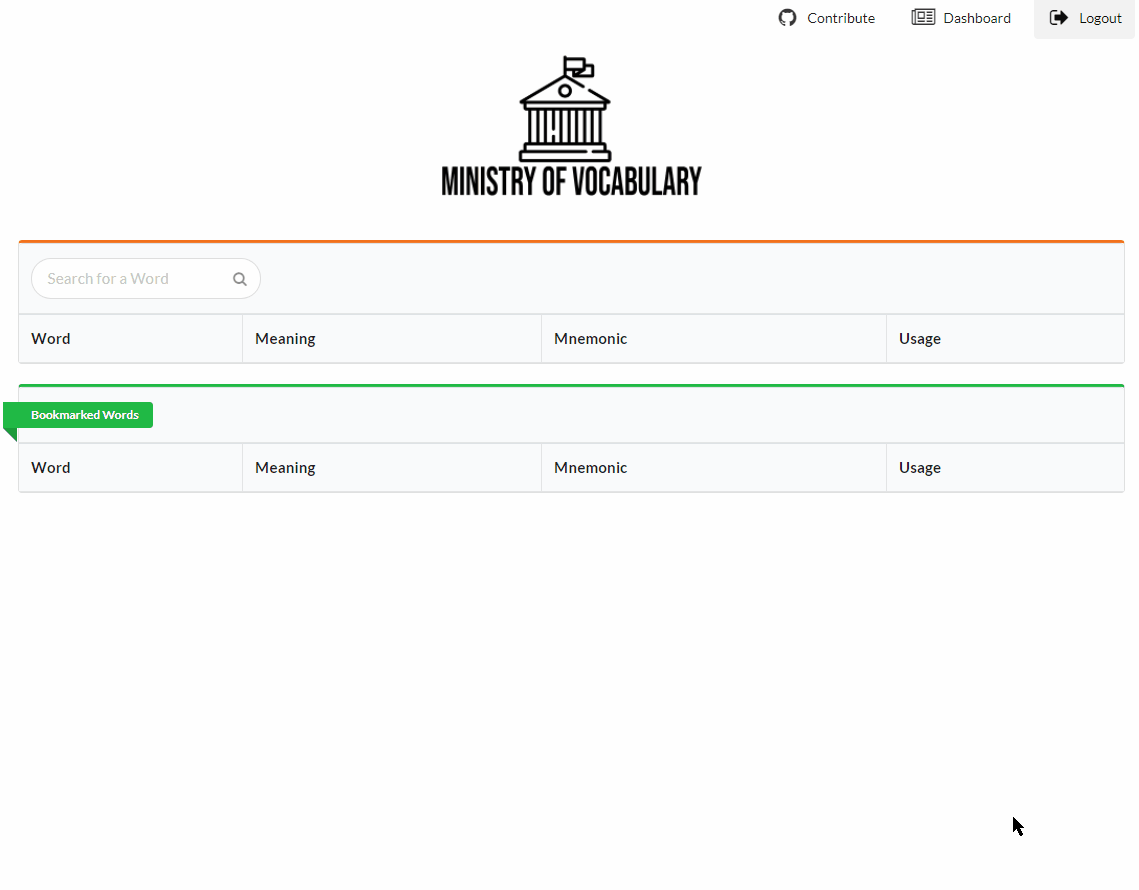 Contribute Dashboard Logout
MINISTRY OF VOCABULARY
Search for a Word
Word Meaning Mnemonic Usage
Bookmarked Words
Word Meaning Mnemonic Usage